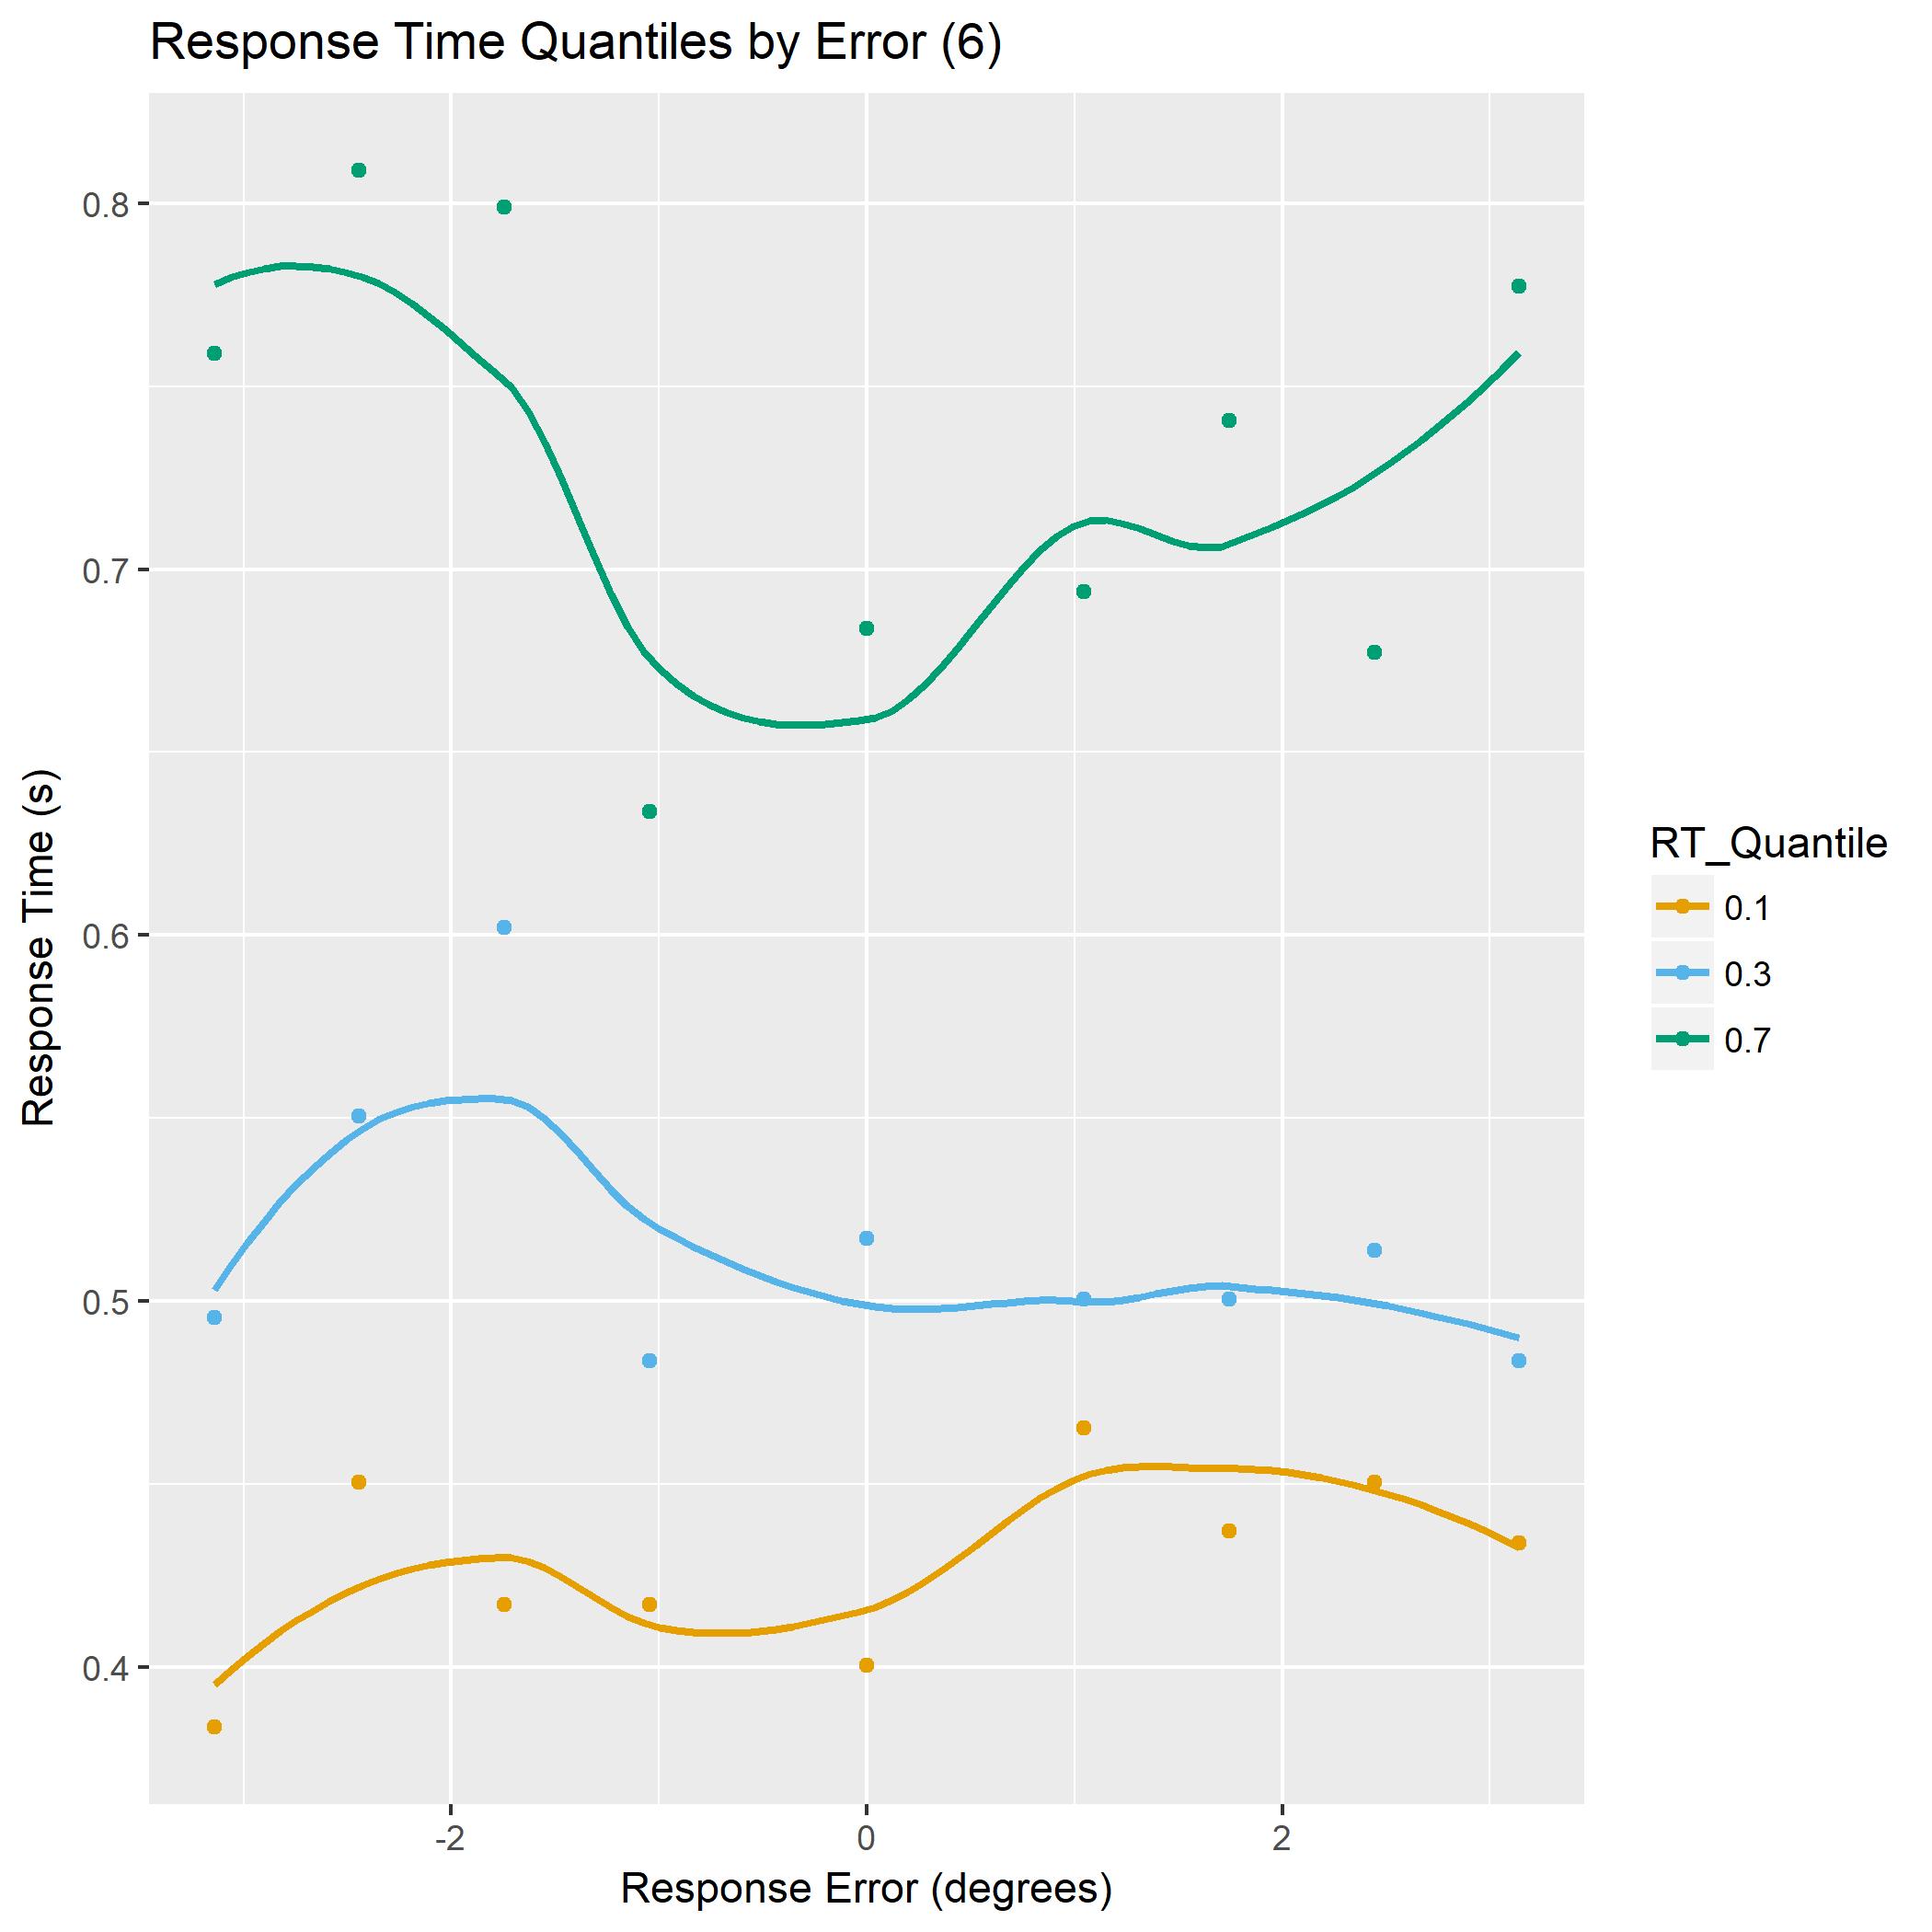 Response Time Quantiles by Error (6)
Response Time (s)
0.8
0.7
0.6
0.5
0.4
-2
0
2
Response Error (degrees)
RT_Quantile
0.1
0.3
0.7